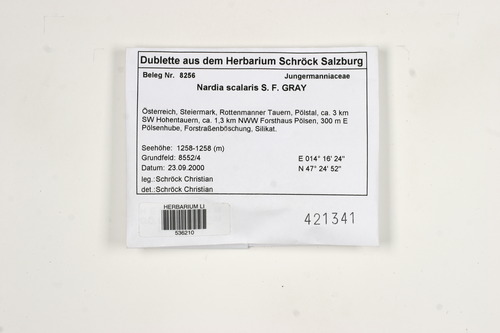 Dublette aus dem Herbarium Schröck Salzburg
Beleg Nr. 8256 Jungermanniaceae
Nardia scalaris S. F. GRAY
Österreich, Steiermark, Rottenmanner Tauern, Pölstal, ca. 3 km
SW Hohentauern, ca. 1,3 km NWW Forsthaus Pölsen, 300 m E
Pölsenhube, Forstraßenböschung, Silikat.
Seehöhe: 1258-1258 (m)
Grundfeld: 8552/4 E 014° 16' 24"
Datum: 23.09.2000 N 47° 24' 52"
leg.:Schröck Christian
det.:Schröck Christian
HERBARIUM LI
536210
421341